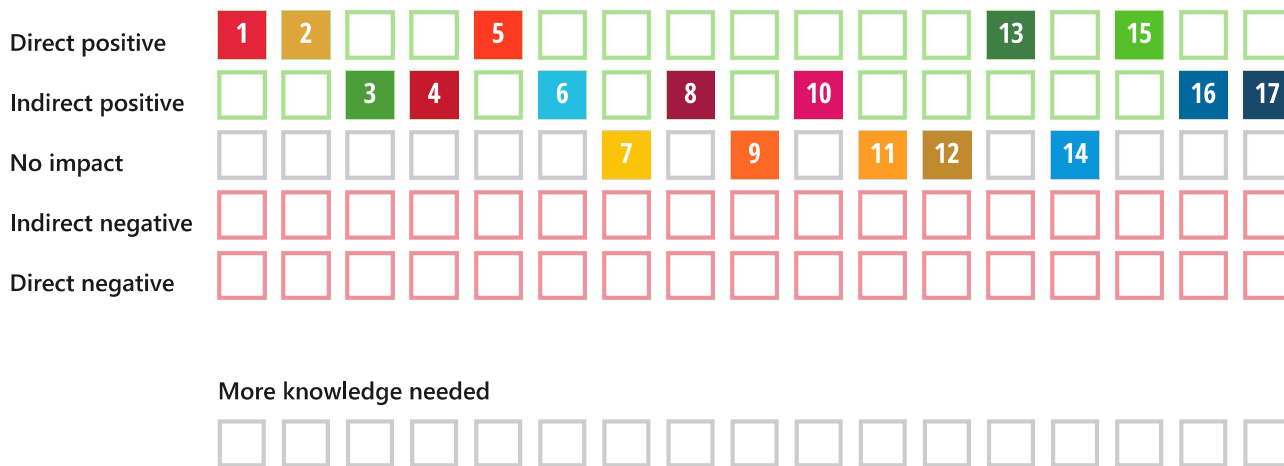 Direct positive 1 2 5 13 15
Indirect positive 3 4 6 8 10 16 17
No impact 7 9 11 12 14
Indirect negative
Direct negative
More knowledge needed